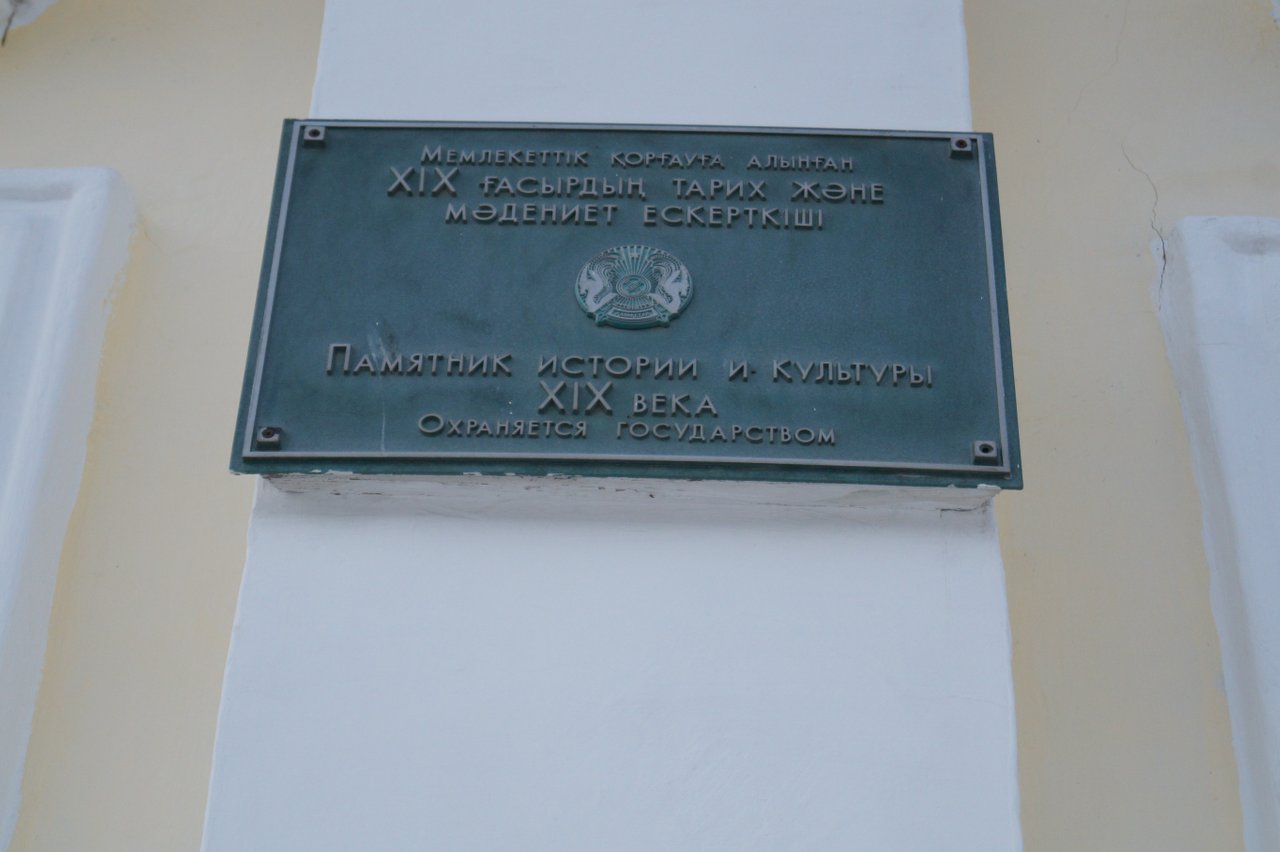 Мемлекеттік қорғауға алынған
XIX ғасырдың тарих және
мәдениет ескерткіші
Памятник истории и культуры
XIX века
Охраняется государством